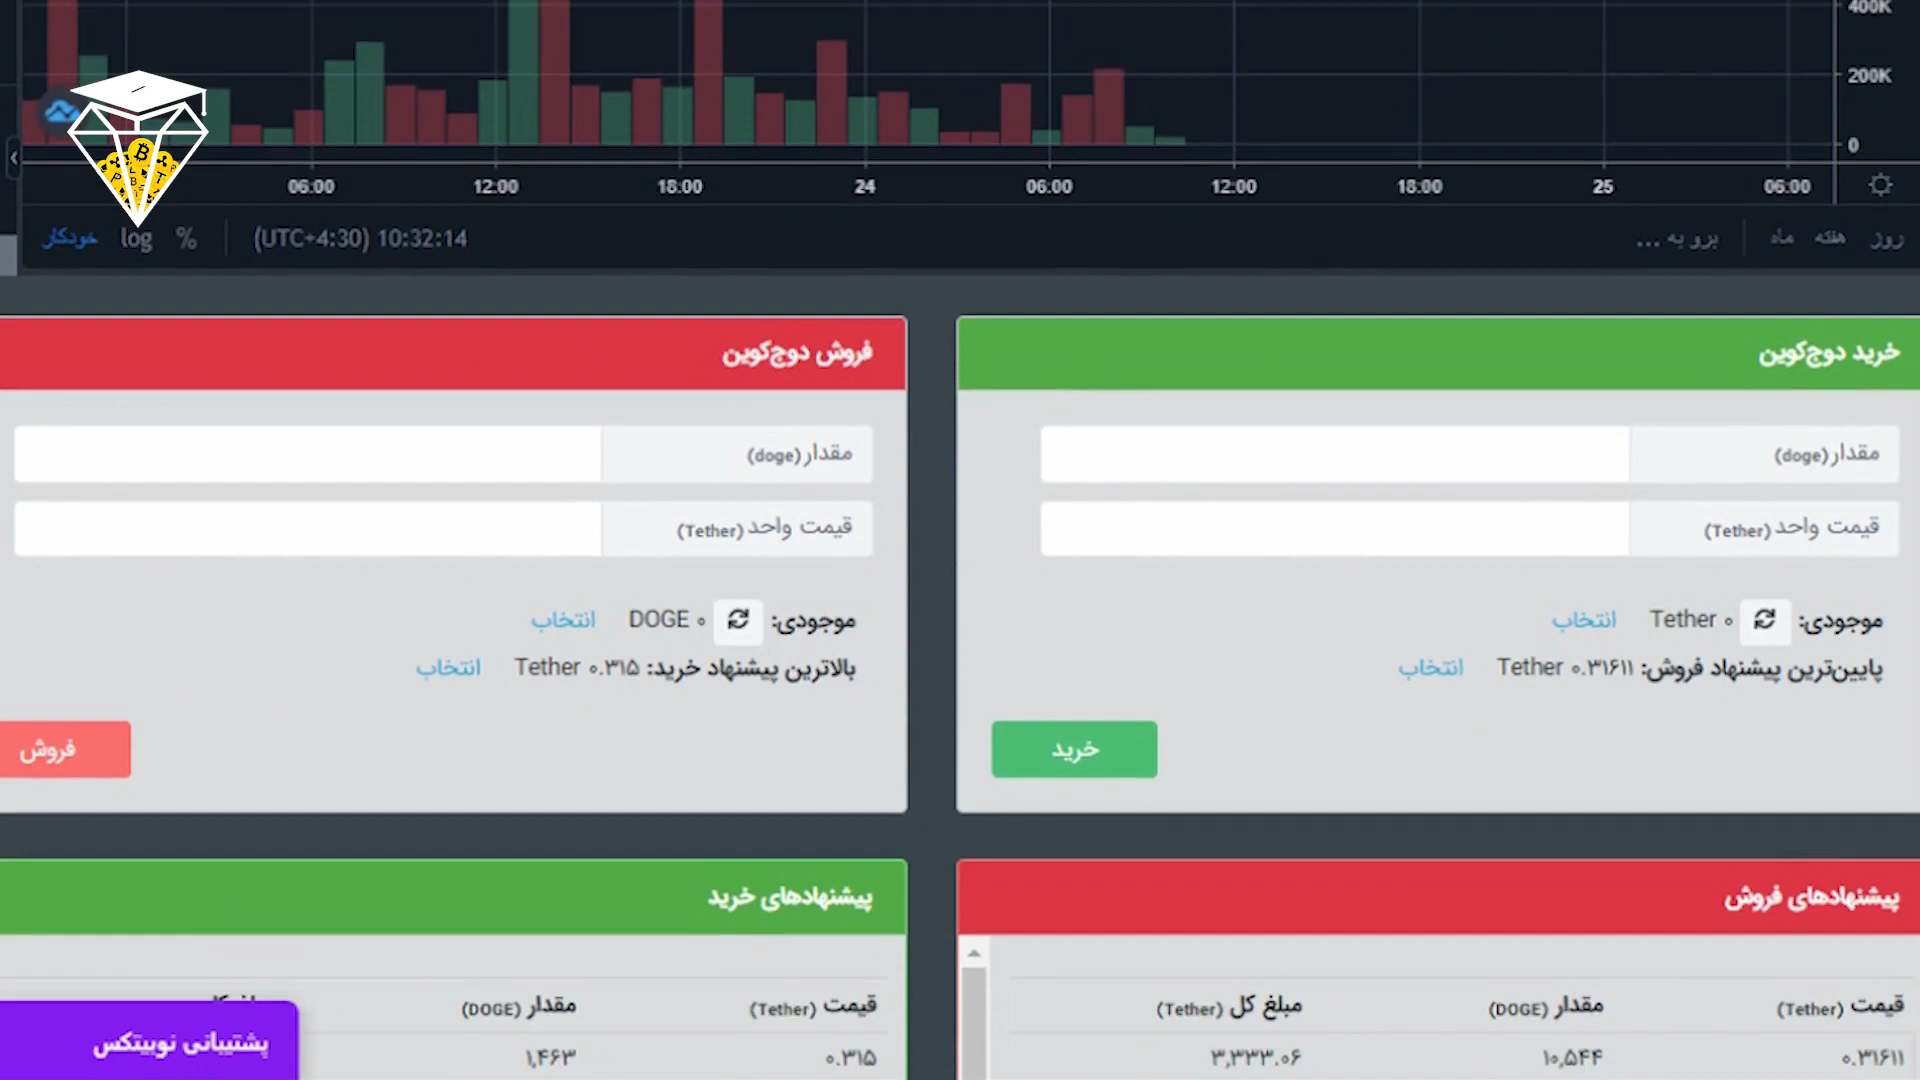 400K
200K
0
06:00 12:00 18:00 24 06:00 12:00 18:00 25 06:00
خودکار log % (UTC+4:30) 10:32:14
روز هفته ماه برو به ...
خرید دوج‌کوین
مقدار (doge)
قیمت واحد (Tether)
موجودی: ۰ Tether انتخاب
پایین‌ترین پیشنهاد فروش: ۰.۳۱۶۱۱ Tether انتخاب
خرید
فروش دوج‌کوین
مقدار (doge)
قیمت واحد (Tether)
موجودی: ۰ DOGE انتخاب
بالاترین پیشنهاد خرید: ۰.۳۱۵ Tether انتخاب
فروش
پیشنهادهای فروش
قیمت (Tether) مقدار (DOGE) مبلغ کل (Tether)
۰.۳۱۶۱۱ ۱۰,۵۴۴ ۳,۳۳۳.۰۶
پیشنهادهای خرید
قیمت (Tether) مقدار (DOGE)
۰.۳۱۵ ۱,۴۶۳
پشتیبانی نوبیتکس